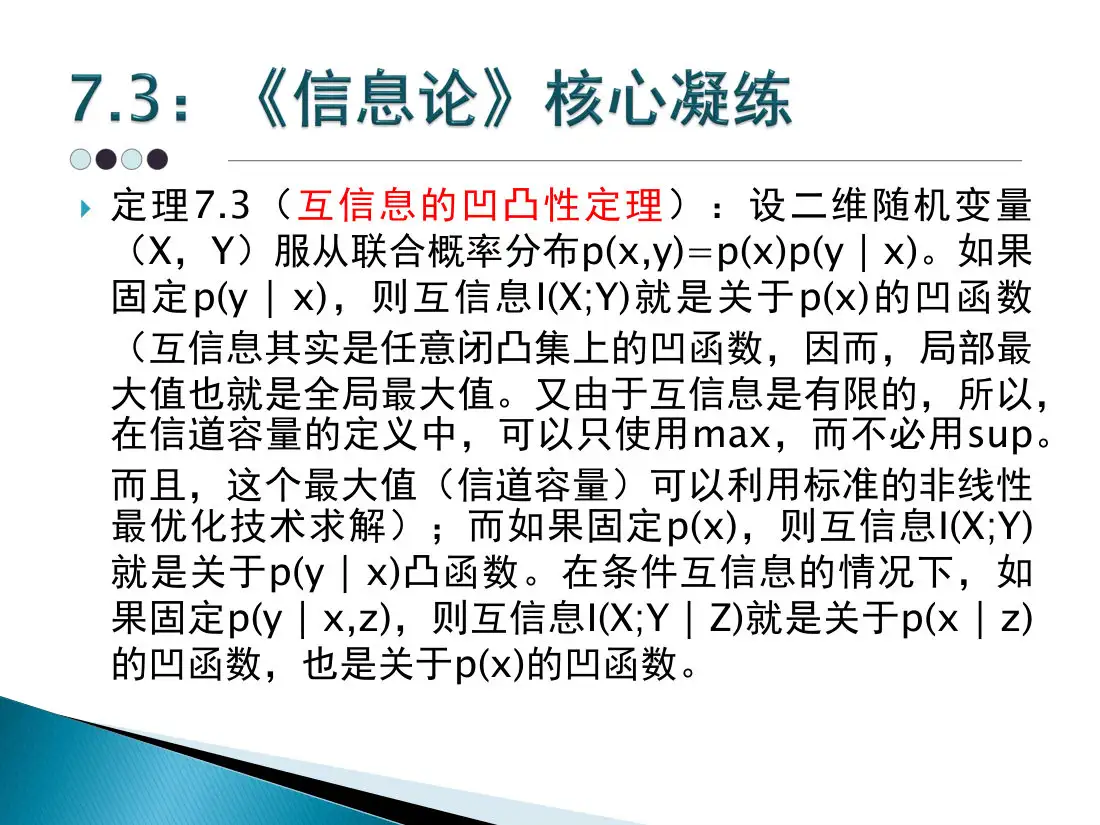 7.3：《信息论》核心凝练
定理7.3（互信息的凹凸性定理）：设二维随机变量
（X，Y）服从联合概率分布p(x,y)=p(x)p(y｜x)。如果
固定p(y｜x)，则互信息I(X;Y)就是关于p(x)的凹函数
（互信息其实是任意闭凸集上的凹函数，因而，局部最
大值也就是全局最大值。又由于互信息是有限的，所以，
在信道容量的定义中，可以只使用max，而不必用sup。
而且，这个最大值（信道容量）可以利用标准的非线性
最优化技术求解）；而如果固定p(x)，则互信息I(X;Y)
就是关于p(y｜x)凸函数。在条件互信息的情况下，如
果固定p(y｜x,z)，则互信息I(X;Y｜Z)就是关于p(x｜z)
的凹函数，也是关于p(x)的凹函数。